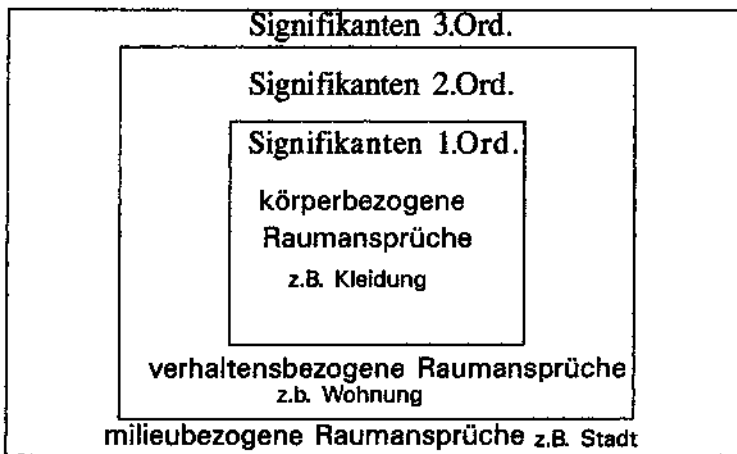 Signifikanten 3.Ord.
Signifikanten 2.Ord.
Signifikanten 1.Ord.
körperbezogene
Raumansprüche
z.B. Kleidung
verhaltensbezogene Raumansprüche
z.b. Wohnung
milieubezogene Raumansprüche z.B. Stadt